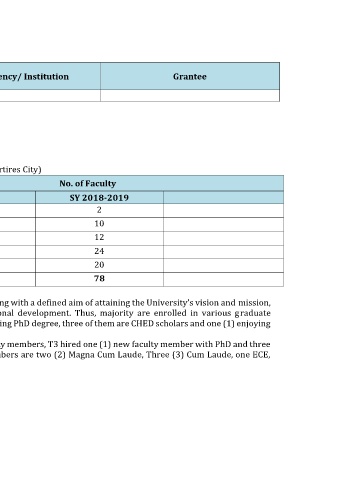 ency/ Institution Grantee
rtires City)
No. of Faculty
SY 2018-2019
2
10
12
24
20
78
ng with a defined aim of attaining the University's vision and mission,
onal development. Thus, majority are enrolled in various graduate
ing PhD degree, three of them are CHED scholars and one (1) enjoying
y members, T3 hired one (1) new faculty member with PhD and three
bers are two (2) Magna Cum Laude, Three (3) Cum Laude, one ECE,